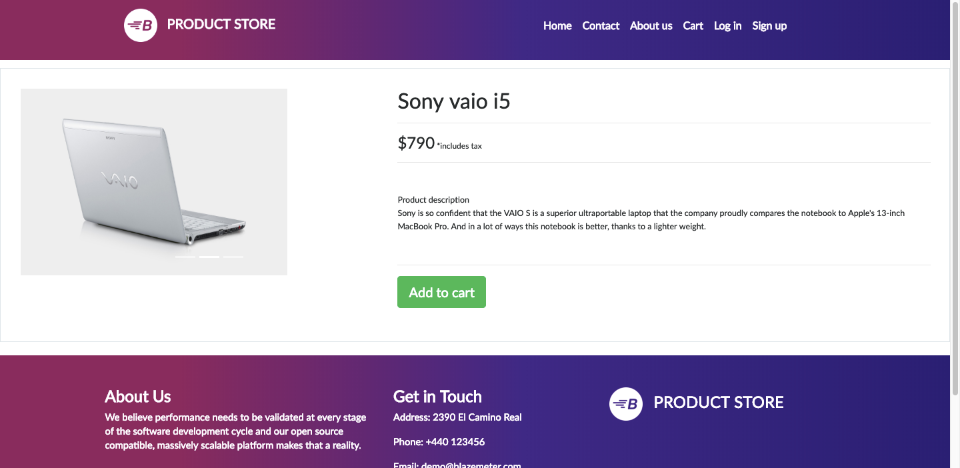 B PRODUCT STORE
Home Contact About us Cart Log in Sign up
SONY
VAIO
Sony vaio i5
$790 *includes tax
Product description
Sony is so confident that the VAIO S is a superior ultraportable laptop that the company proudly compares the notebook to Apple's 13-inch
MacBook Pro. And in a lot of ways this notebook is better, thanks to a lighter weight.
Add to cart
About Us
We believe performance needs to be validated at every stage
of the software development cycle and our open source
compatible, massively scalable platform makes that a reality.
Get in Touch
Address: 2390 El Camino Real
Phone: +440 123456
Email: demo@blazemeter.com
B PRODUCT STORE